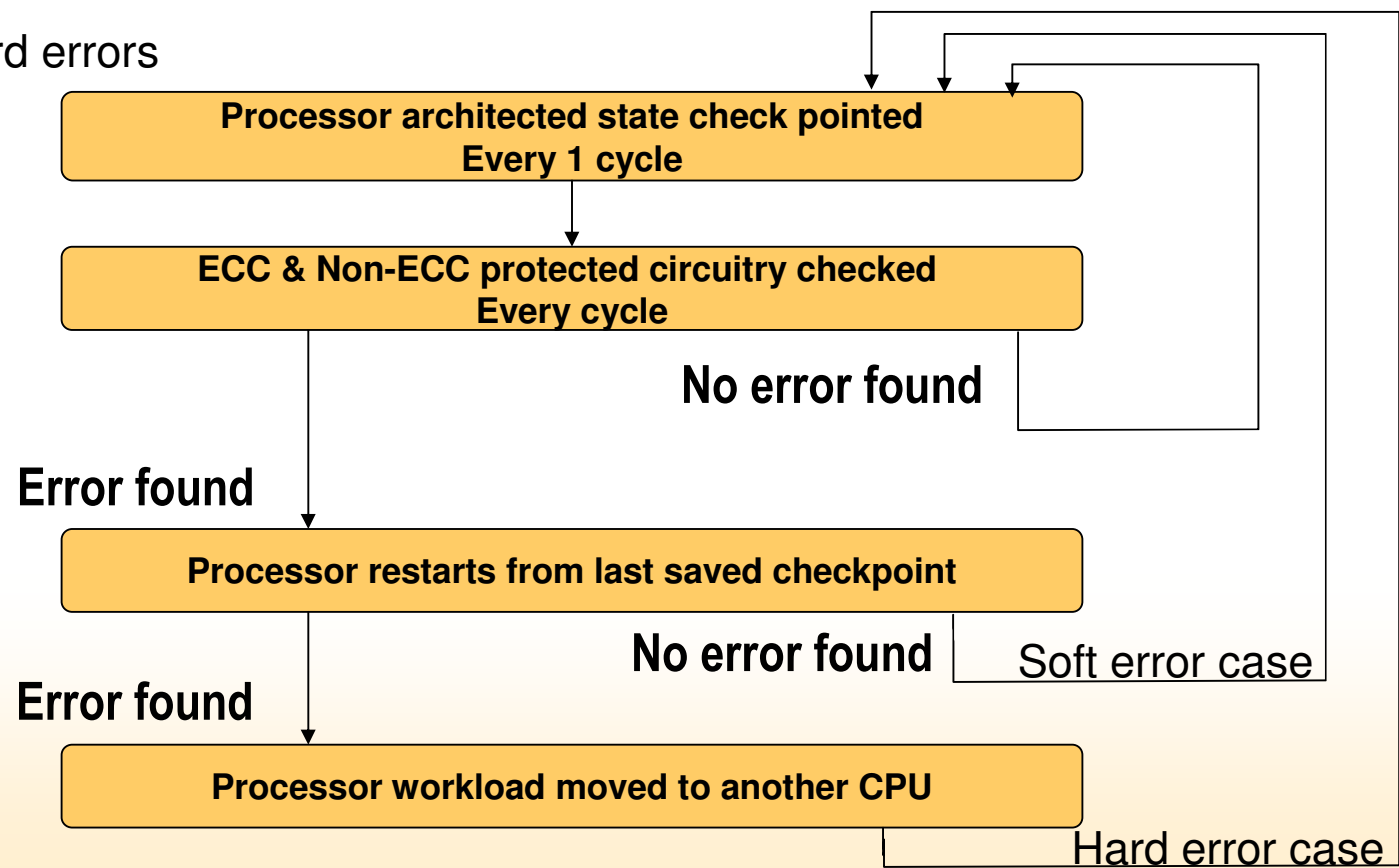 rd errors
Processor architected state check pointed
Every 1 cycle
ECC & Non-ECC protected circuitry checked
Every cycle
No error found
Error found
Processor restarts from last saved checkpoint
No error found
Soft error case
Error found
Processor workload moved to another CPU
Hard error case